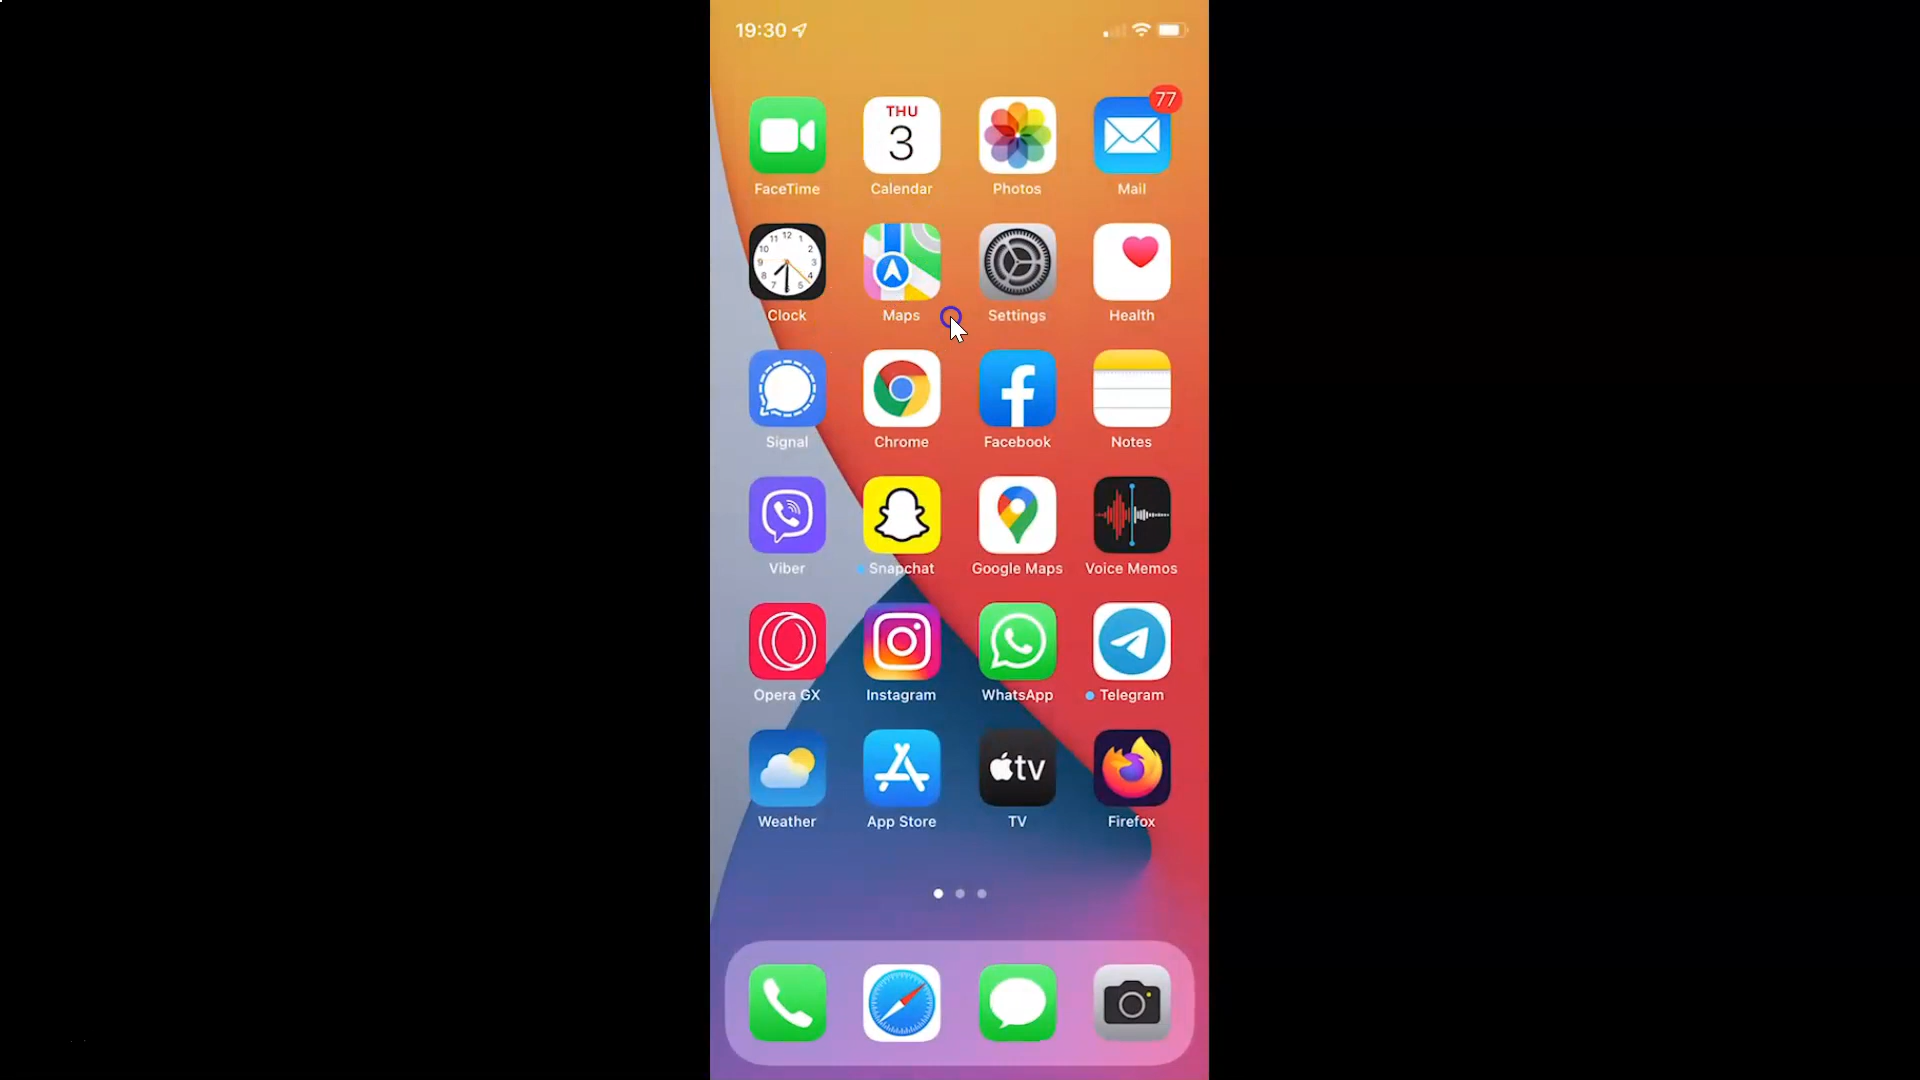 19:30
77
THU
3
FaceTime
Calendar
Photos
Mail
Clock
Maps
Settings
Health
Signal
Chrome
Facebook
Notes
Viber
Snapchat
Google Maps
Voice Memos
Opera GX
Instagram
WhatsApp
Telegram
tv
Weather
App Store
TV
Firefox